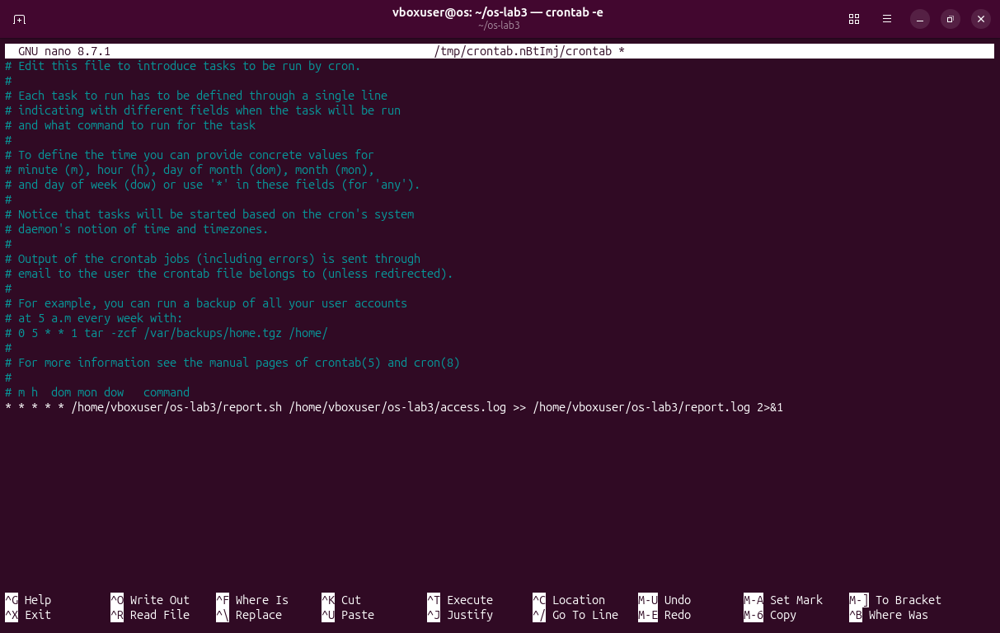 vboxuser@os: ~/os-lab3 — crontab -e
~/os-lab3
GNU nano 8.7.1 /tmp/crontab.nBtImj/crontab *
# Edit this file to introduce tasks to be run by cron.
#
# Each task to run has to be defined through a single line
# indicating with different fields when the task will be run
# and what command to run for the task
#
# To define the time you can provide concrete values for
# minute (m), hour (h), day of month (dom), month (mon),
# and day of week (dow) or use '*' in these fields (for 'any').
#
# Notice that tasks will be started based on the cron's system
# daemon's notion of time and timezones.
#
# Output of the crontab jobs (including errors) is sent through
# email to the user the crontab file belongs to (unless redirected).
#
# For example, you can run a backup of all your user accounts
# at 5 a.m every week with:
# 0 5 * * 1 tar -zcf /var/backups/home.tgz /home/
#
# For more information see the manual pages of crontab(5) and cron(8)
#
# m h  dom mon dow   command
* * * * * /home/vboxuser/os-lab3/report.sh /home/vboxuser/os-lab3/access.log >> /home/vboxuser/os-lab3/report.log 2>&1
^G Help ^O Write Out ^F Where Is ^K Cut ^T Execute ^C Location M-U Undo M-A Set Mark M-] To Bracket
^X Exit ^R Read File ^\ Replace ^U Paste ^J Justify ^/ Go To Line M-E Redo M-6 Copy ^B Where Was